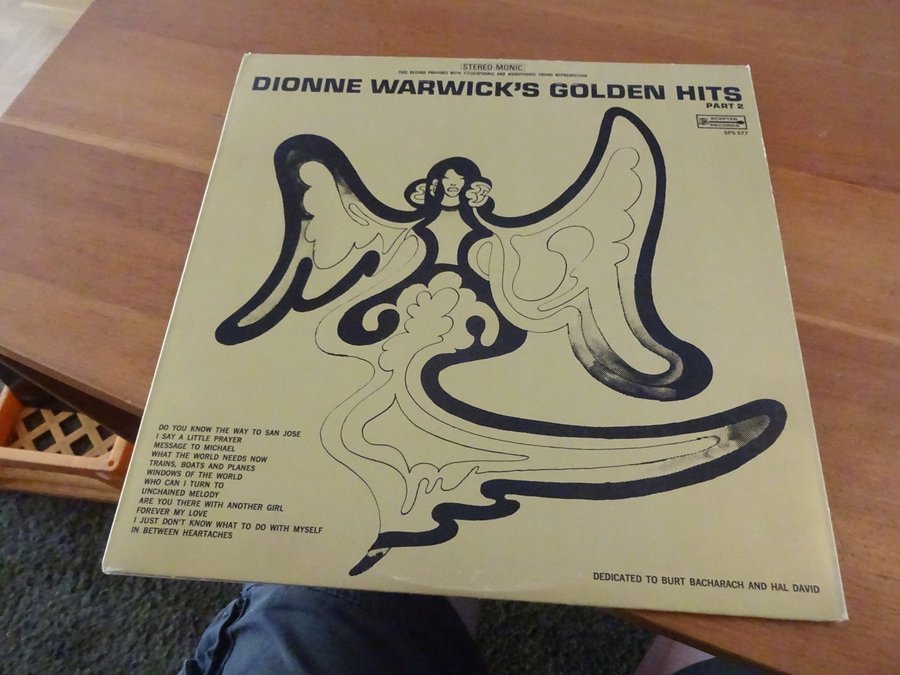 STEREO-MONIC
THIS RECORD PROVIDES BOTH STEREOPHONIC AND MONOPHONIC SOUND REPRODUCTION
DIONNE WARWICK'S GOLDEN HITS
PART 2
SCEPTER
RECORDS
SPS 577
DO YOU KNOW THE WAY TO SAN JOSE
I SAY A LITTLE PRAYER
MESSAGE TO MICHAEL
WHAT THE WORLD NEEDS NOW
TRAINS, BOATS AND PLANES
WINDOWS OF THE WORLD
WHO CAN I TURN TO
UNCHAINED MELODY
ARE YOU THERE WITH ANOTHER GIRL
FOREVER MY LOVE
I JUST DON'T KNOW WHAT TO DO WITH MYSELF
IN BETWEEN HEARTACHES
DEDICATED TO BURT BACHARACH AND HAL DAVID